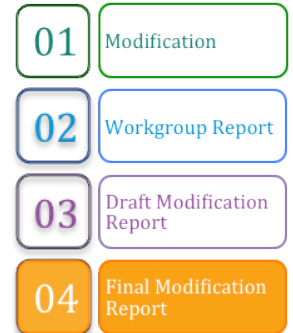 01
Modification
02
Workgroup Report
03
Draft Modification
Report
04
Final Modification
Report